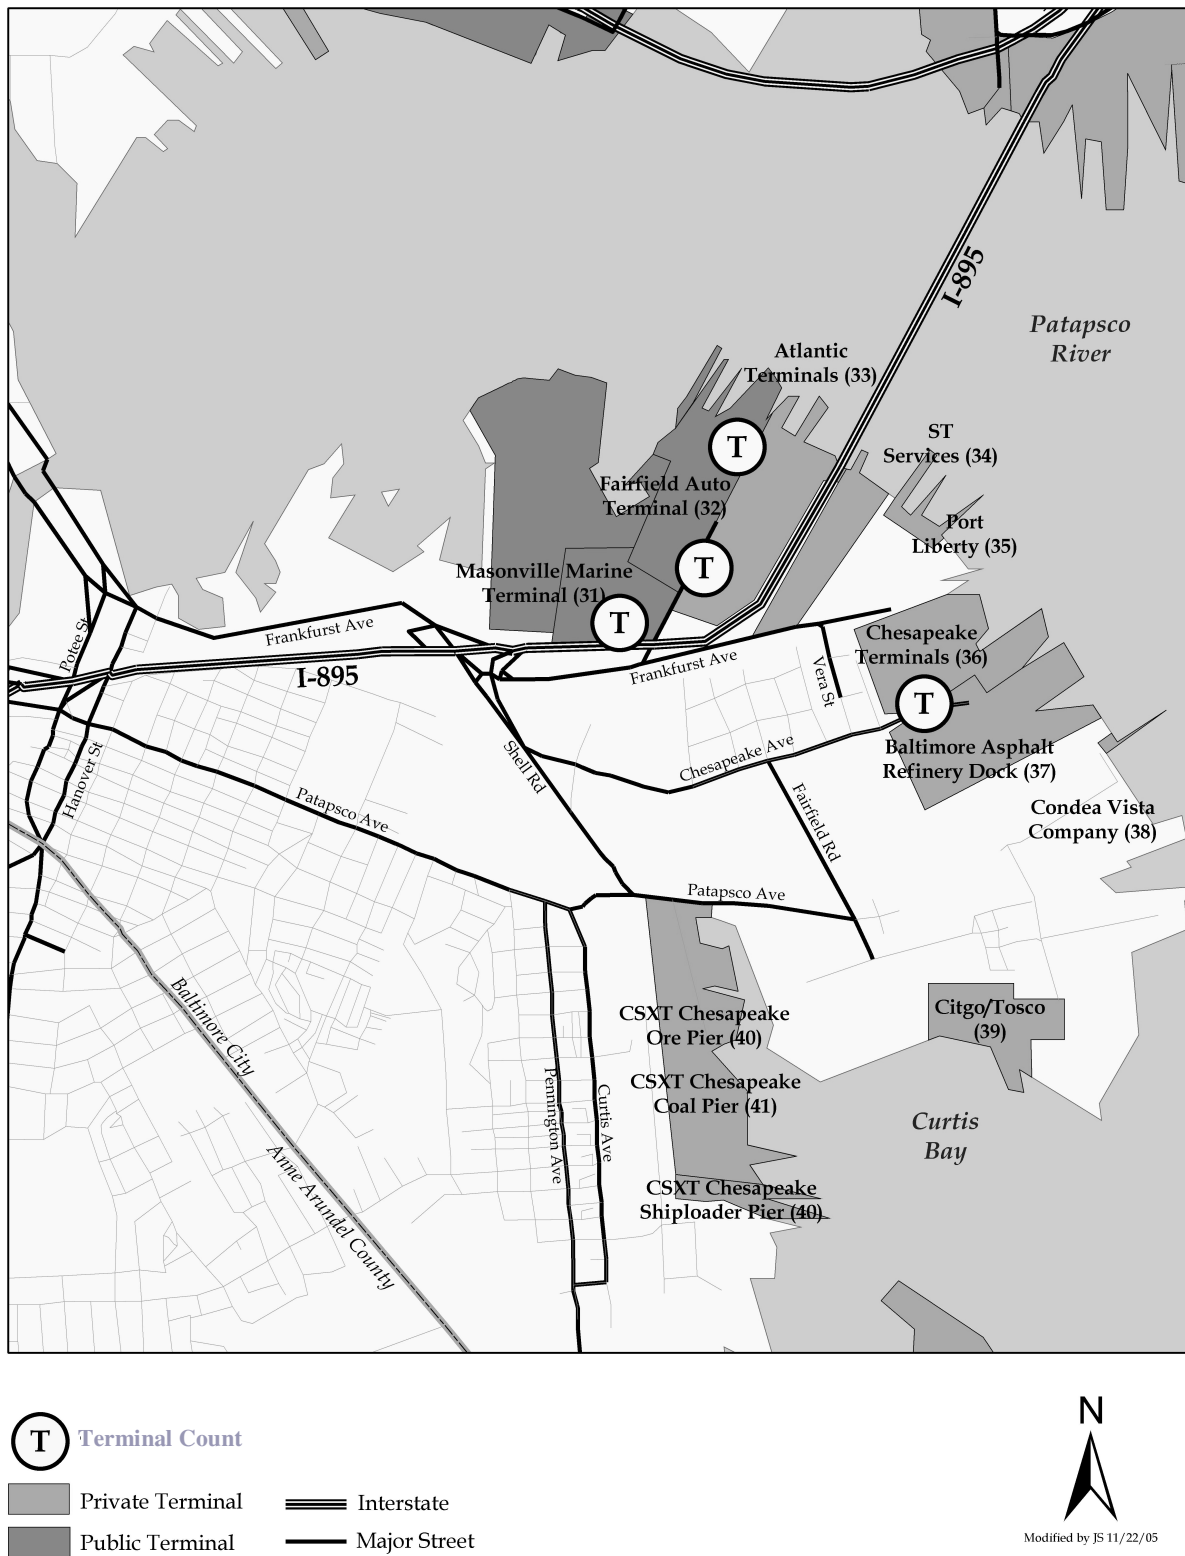 I-895
Patapsco
River
Atlantic
Terminals (33)
ST
Services (34)
T
Fairfield Auto
Terminal (32)
Port
Liberty (35)
T
Masonville Marine
Terminal (31)
T
Potee St
Frankfurst Ave
I-895
Frankfurst Ave
Vera St
Chesapeake
Terminals (36)
T
Hanover St
Shell Rd
Chesapeake Ave
Baltimore Asphalt
Refinery Dock (37)
Patapsco Ave
Fairfield Rd
Condea Vista
Company (38)
Patapsco Ave
Baltimore City
Anne Arundel County
Pennington Ave
Curtis Ave
CSXT Chesapeake
Ore Pier (40)
Citgo/Tosco
(39)
CSXT Chesapeake
Coal Pier (41)
Curtis
Bay
CSXT Chesapeake
Shiploader Pier (40)
T Terminal Count
Private Terminal
Interstate
Public Terminal
Major Street
N
Modified by JS 11/22/05